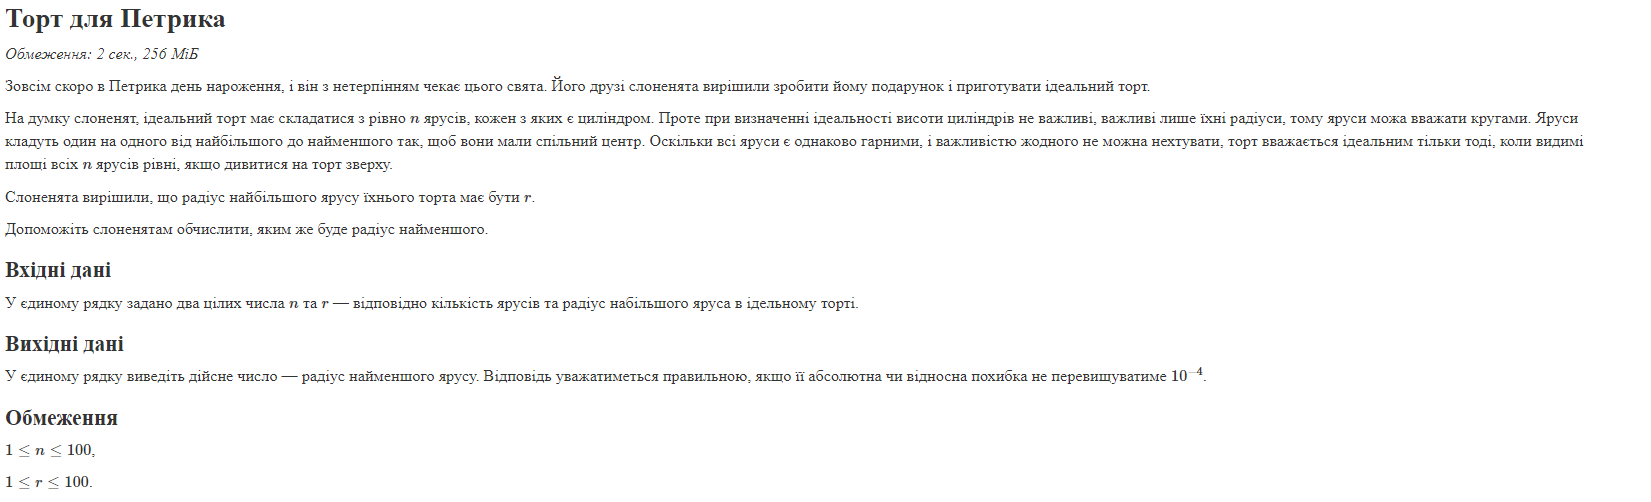 Торт для Петрика
Обмеження: 2 сек., 256 МіБ
Зовсім скоро в Петрика день нароження, і він з нетерпінням чекає цього свята. Його друзі слоненята вирішили зробити йому подарунок і приготувати ідеальний торт.
На думку слоненят, ідеальний торт має складатися з рівно n ярусів, кожен з яких є циліндром. Проте при визначенні ідеальності висоти циліндрів не важливі, важливі лише їхні радіуси, тому яруси можа вважати кругами. Яруси
кладуть один на одного від найбільшого до найменшого так, щоб вони мали спільний центр. Оскільки всі яруси є однаково гарними, і важливістю жодного не можна нехтувати, торт вважається ідеальним тільки тоді, коли видимі
площі всіх n ярусів рівні, якщо дивитися на торт зверху.
Слоненята вирішили, що радіус найбільшого ярусу їхнього торта має бути r.
Допоможіть слоненятам обчислити, яким же буде радіус найменшого.
Вхідні дані
У єдиному рядку задано два цілих числа n та r — відповідно кількість ярусів та радіус набільшого яруса в ідельному торті.
Вихідні дані
У єдиному рядку виведіть дійсне число — радіус найменшого ярусу. Відповідь уважатиметься правильною, якщо її абсолютна чи відносна похибка не перевищуватиме 10⁻⁴.
Обмеження
1 ≤ n ≤ 100,
1 ≤ r ≤ 100.